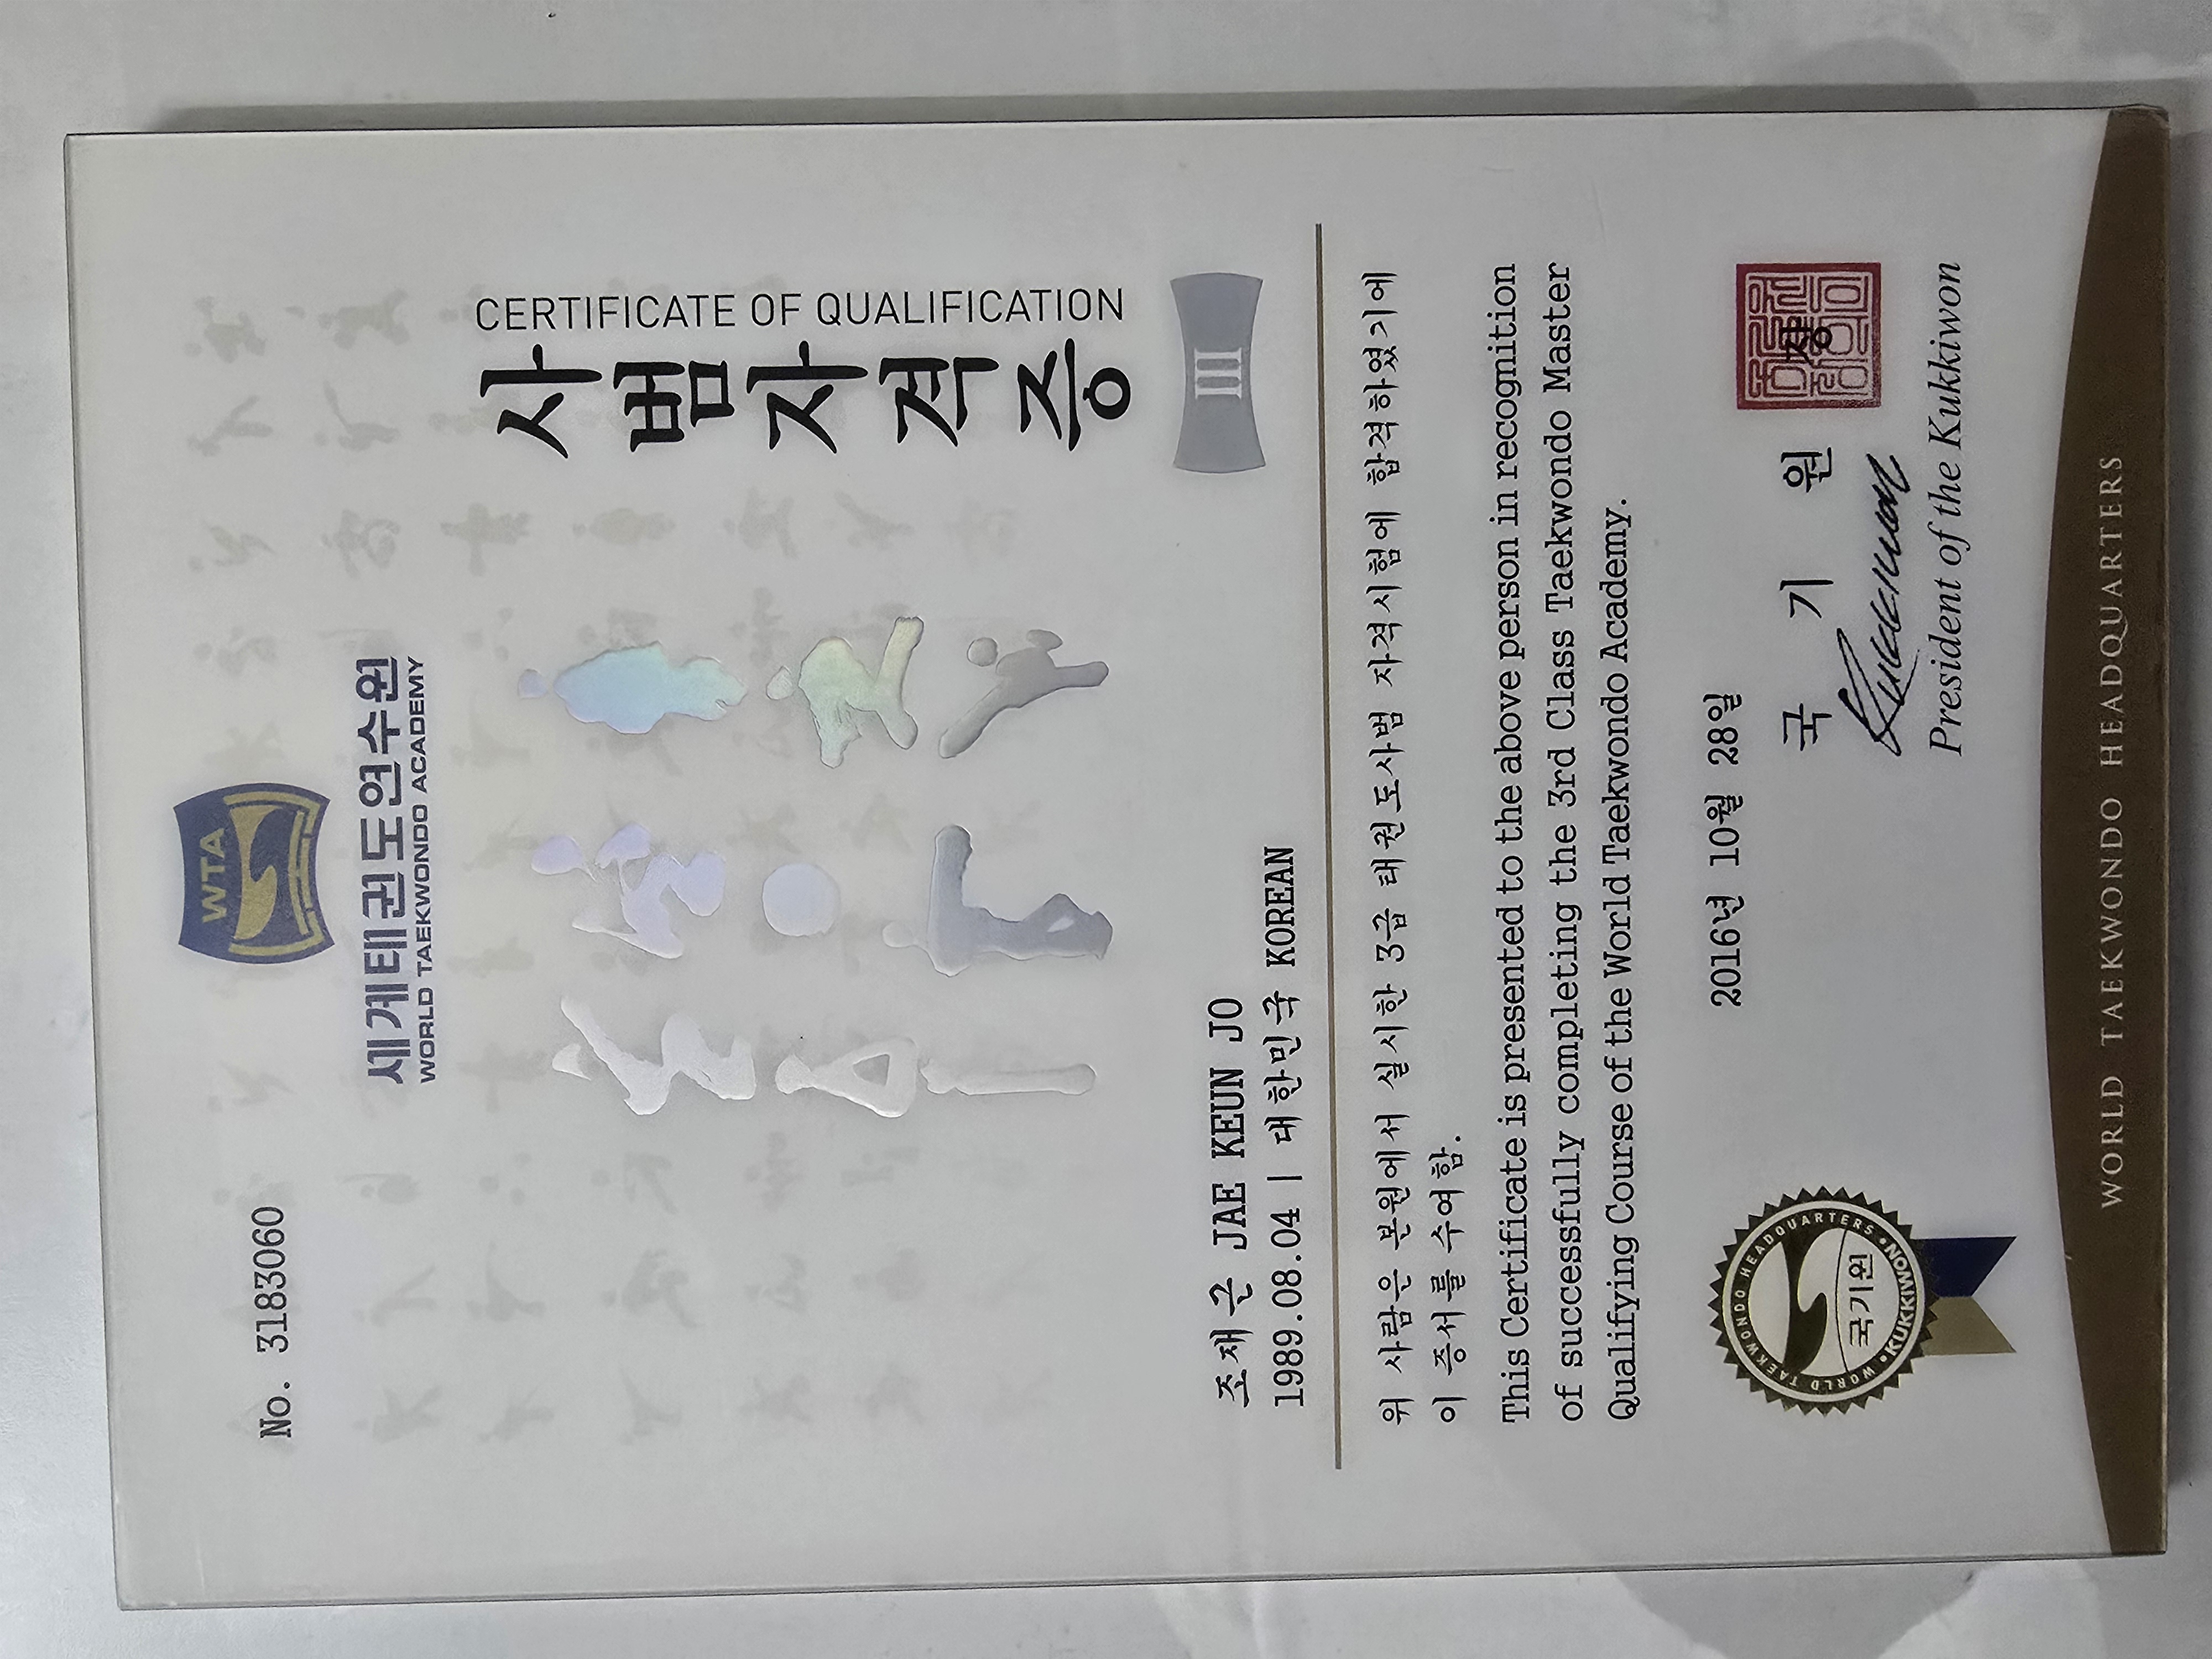 No. 3183060
WTA
세계태권도연수원
WORLD TAEKWONDO ACADEMY
CERTIFICATE OF QUALIFICATION
사범자격증
III
조재근 JAE KEUN JO
1989.08.04 | 대한민국 KOREAN
위 사람은 본원에서 실시한 3급 태권도사범 자격시험에 합격하였기에
이 증서를 수여함.
This Certificate is presented to the above person in recognition
of successfully completing the 3rd Class Taekwondo Master
Qualifying Course of the World Taekwondo Academy.
2016년 10월 28일
국 기 원 장
President of the Kukkiwon
WORLD TAEKWONDO HEADQUARTERS • KUKKIWON •
국기원
WORLD TAEKWONDO HEADQUARTERS